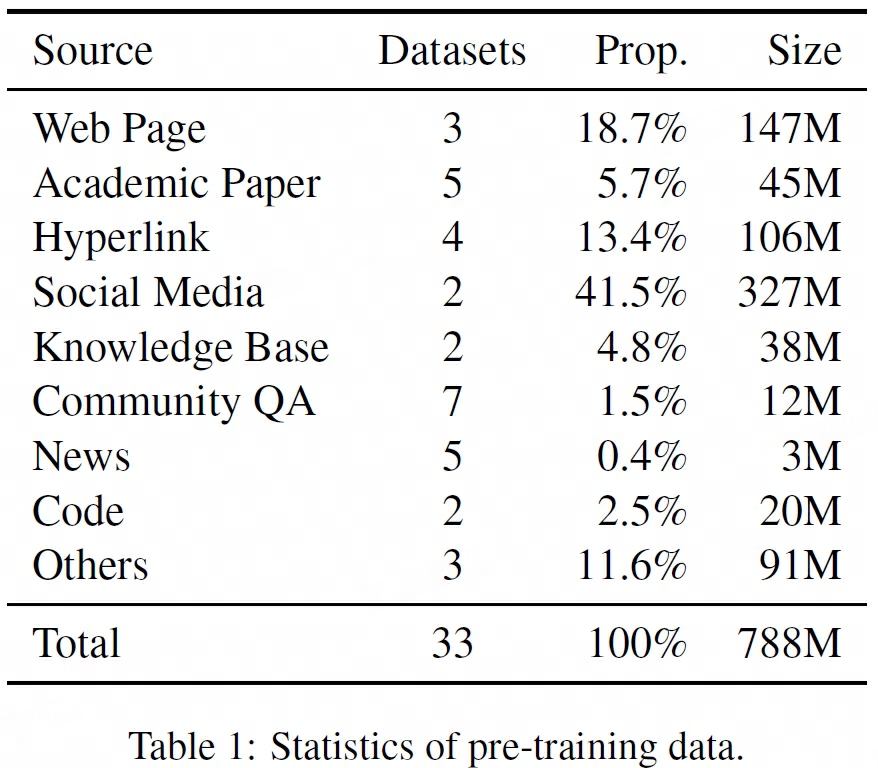 Source Datasets Prop. Size
Web Page 3 18.7% 147M
Academic Paper 5 5.7% 45M
Hyperlink 4 13.4% 106M
Social Media 2 41.5% 327M
Knowledge Base 2 4.8% 38M
Community QA 7 1.5% 12M
News 5 0.4% 3M
Code 2 2.5% 20M
Others 3 11.6% 91M
Total 33 100% 788M
Table 1: Statistics of pre-training data.